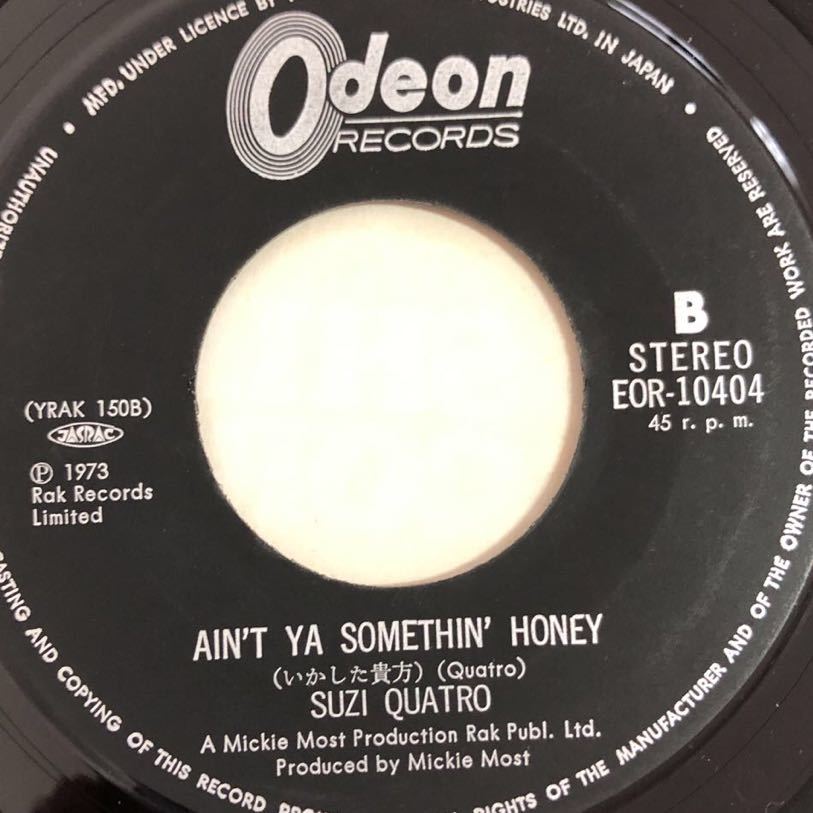 Odeon
RECORDS
MFD. UNDER LICENCE BY
INDUSTRIES LTD. IN JAPAN
B
STEREO
EOR-10404
45 r. p. m.
(YRAK 150B)
JASRAC
Ⓟ 1973
Rak Records
Limited
AIN'T YA SOMETHIN' HONEY
(いかした貴方) (Quatro)
SUZI QUATRO
A Mickie Most Production Rak Publ. Ltd.
Produced by Mickie Most
RIGHTS OF THE MANUFACTURER AND OF THE OWNER OF THE RECORDED WORK ARE RESERVED
AND COPYING OF THIS RECORD